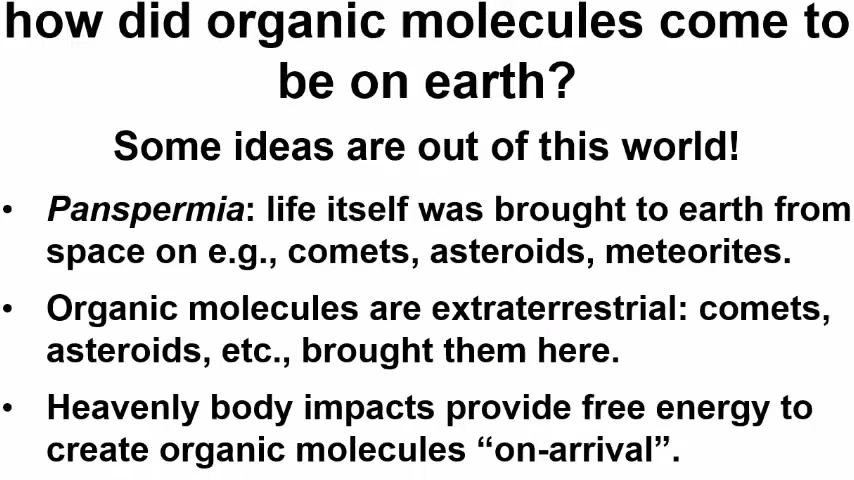 how did organic molecules come to
be on earth?
Some ideas are out of this world!
• Panspermia: life itself was brought to earth from
space on e.g., comets, asteroids, meteorites.
• Organic molecules are extraterrestrial: comets,
asteroids, etc., brought them here.
• Heavenly body impacts provide free energy to
create organic molecules “on-arrival”.